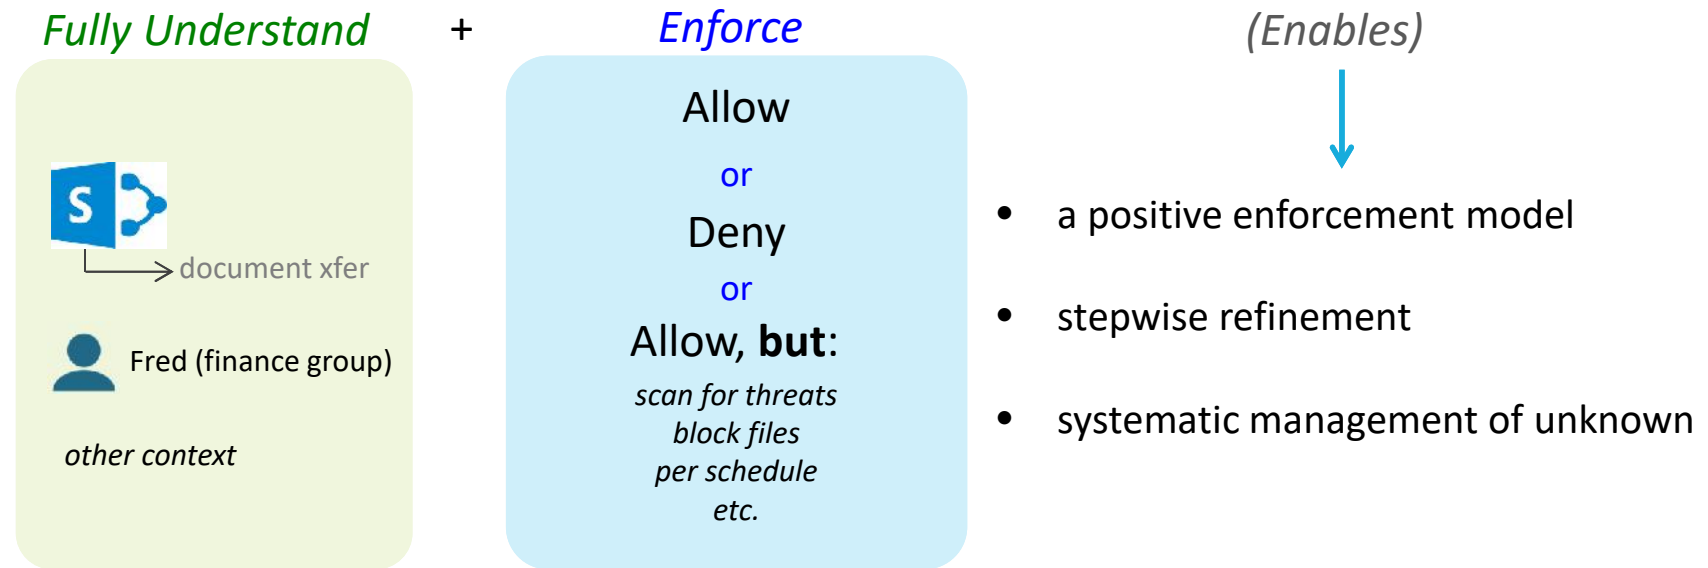 Fully Understand + Enforce (Enables)
S
document xfer
Fred (finance group)
other context
Allow
or
Deny
or
Allow, but:
scan for threats
block files
per schedule
etc.
• a positive enforcement model
• stepwise refinement
• systematic management of unknown